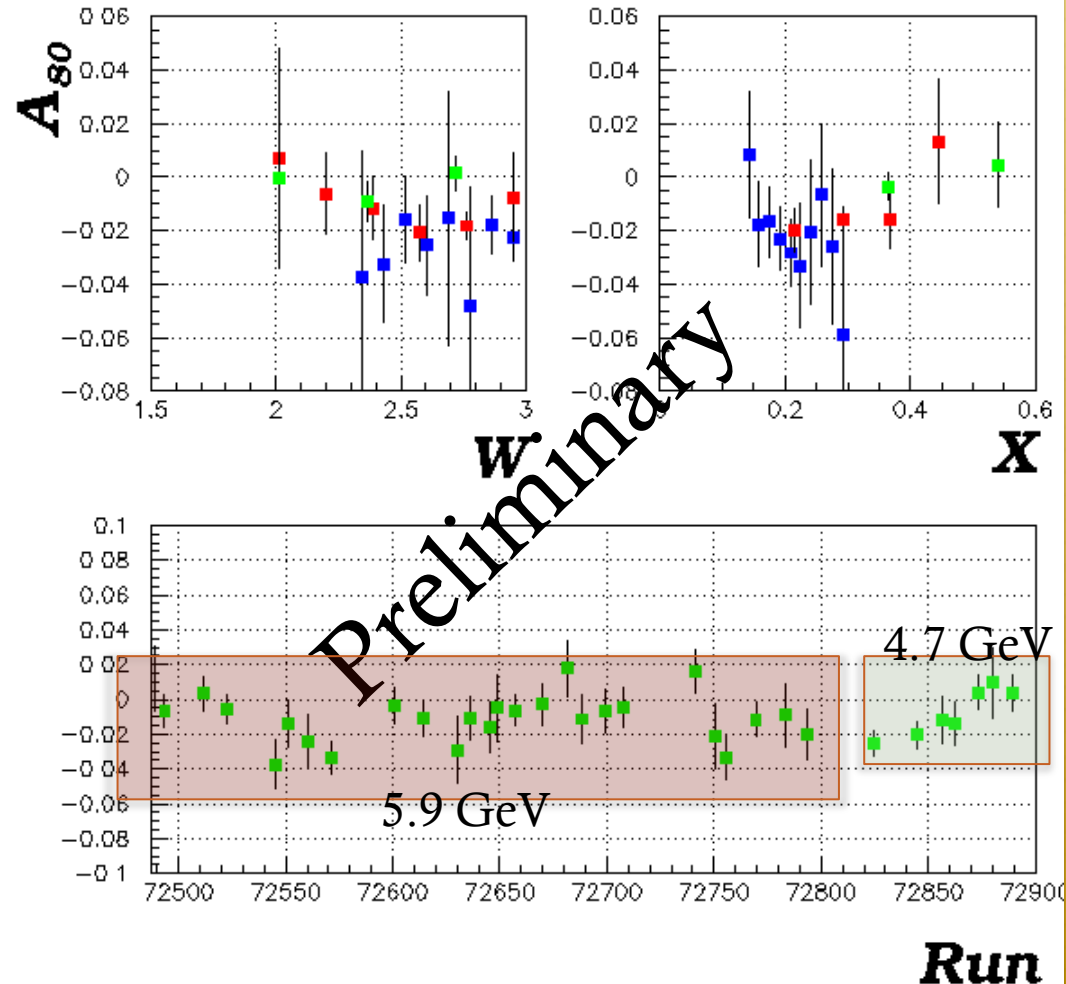 A80
0.06 0.04 0.02 0 −0.02 −0.04 −0.06 −0.08
1.5 2 2.5 3
W
0.06 0.04 0.02 0 −0.02 −0.04 −0.06 −0.08
0.2 0.4 0.6
X
Preliminary
0.1 0.08 0.06 0.04 0.02 0 −0.02 −0.04 −0.06 −0.08 −0.1
4.7 GeV
5.9 GeV
72500 72550 72600 72650 72700 72750 72800 72850 72900
Run